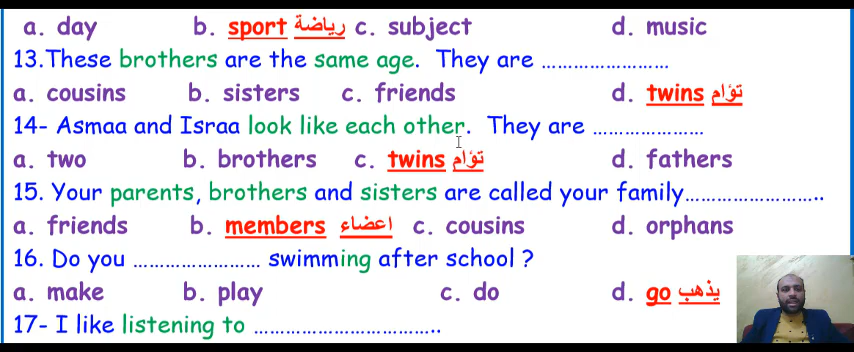 a. day b. sport رياضة c. subject d. music
13.These brothers are the same age. They are ........................
a. cousins b. sisters c. friends d. twins تؤام
14- Asmaa and Israa look like each other. They are .....................
a. two b. brothers c. twins تؤام d. fathers
15. Your parents, brothers and sisters are called your family..........................
a. friends b. members اعضاء c. cousins d. orphans
16. Do you ........................ swimming after school ?
a. make b. play c. do d. go يذهب
17- I like listening to ...................................